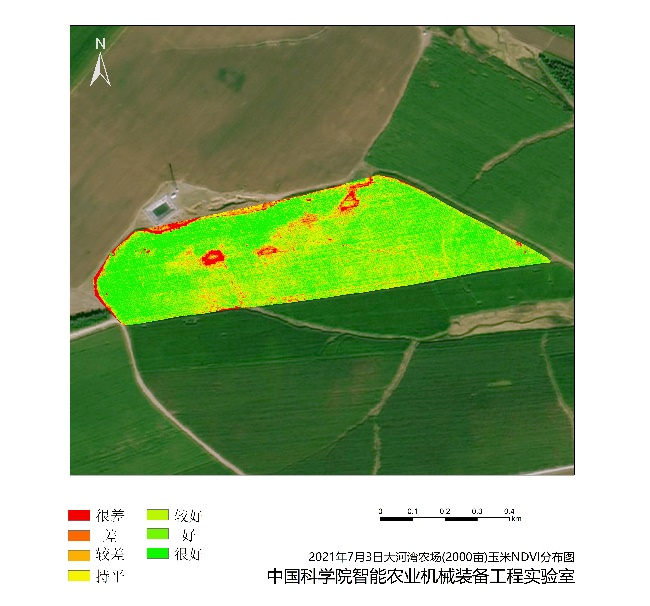 N
很差
差
较差
持平
较好
好
很好
0 0.1 0.2 0.3 0.4
km
2021年7月3日大河湾农场(2000亩)玉米NDVI分布图
中国科学院智能农业机械装备工程实验室